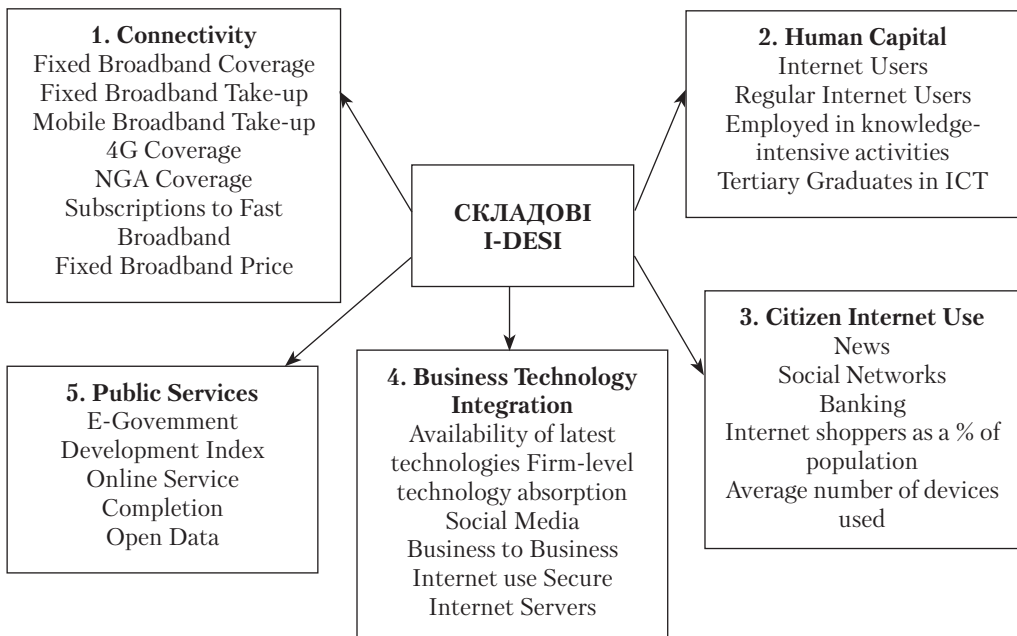 1. Connectivity
Fixed Broadband Coverage
Fixed Broadband Take-up
Mobile Broadband Take-up
4G Coverage
NGA Coverage
Subscriptions to Fast
Broadband
Fixed Broadband Price
2. Human Capital
Internet Users
Regular Internet Users
Employed in knowledge-
intensive activities
Tertiary Graduates in ICT
СКЛАДОВІ
I-DESI
3. Citizen Internet Use
News
Social Networks
Banking
Internet shoppers as a % of
population
Average number of devices
used
4. Business Technology
Integration
Availability of latest
technologies Firm-level
technology absorption
Social Media
Business to Business
Internet use Secure
Internet Servers
5. Public Services
E-Govemment
Development Index
Online Service
Completion
Open Data